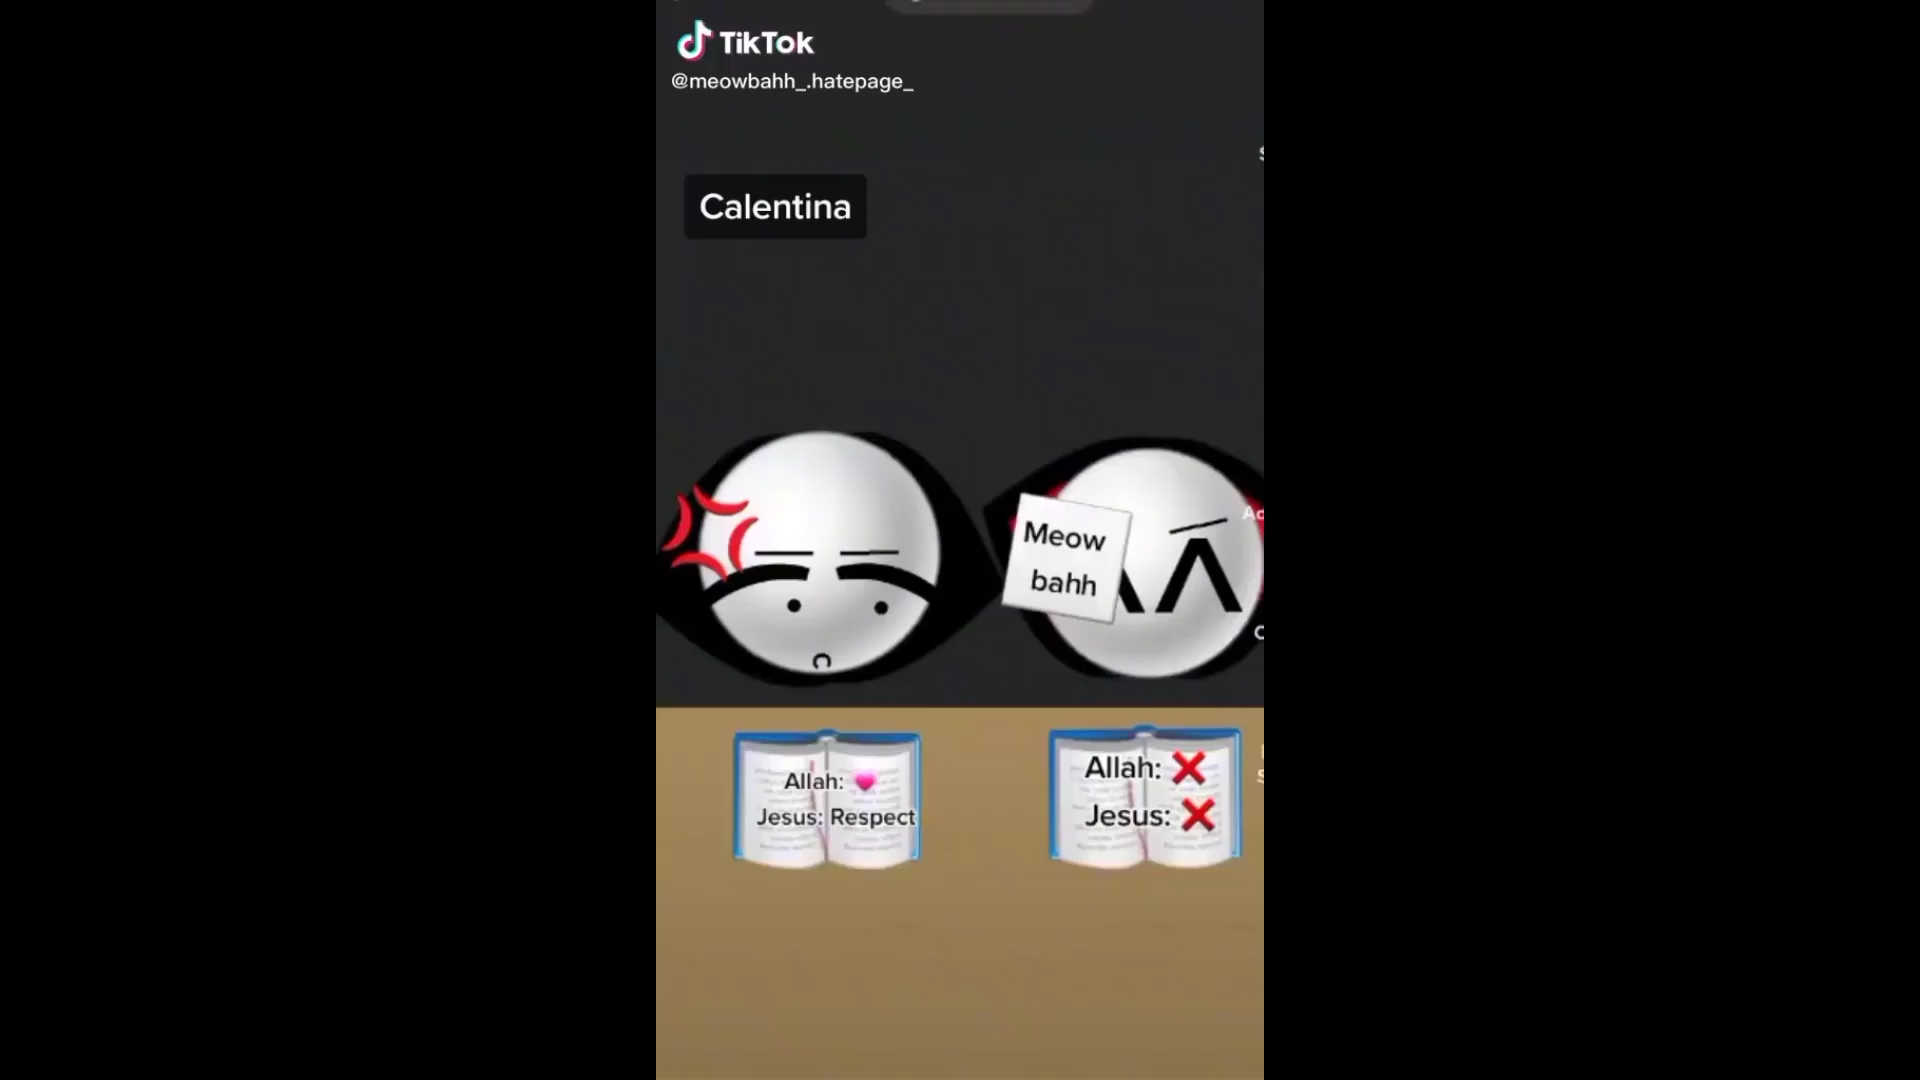 TikTok
@meowbahh_.hatepage_
Calentina
Meow
bahh
Allah: 💗
Jesus: Respect
Allah: ❌
Jesus: ❌